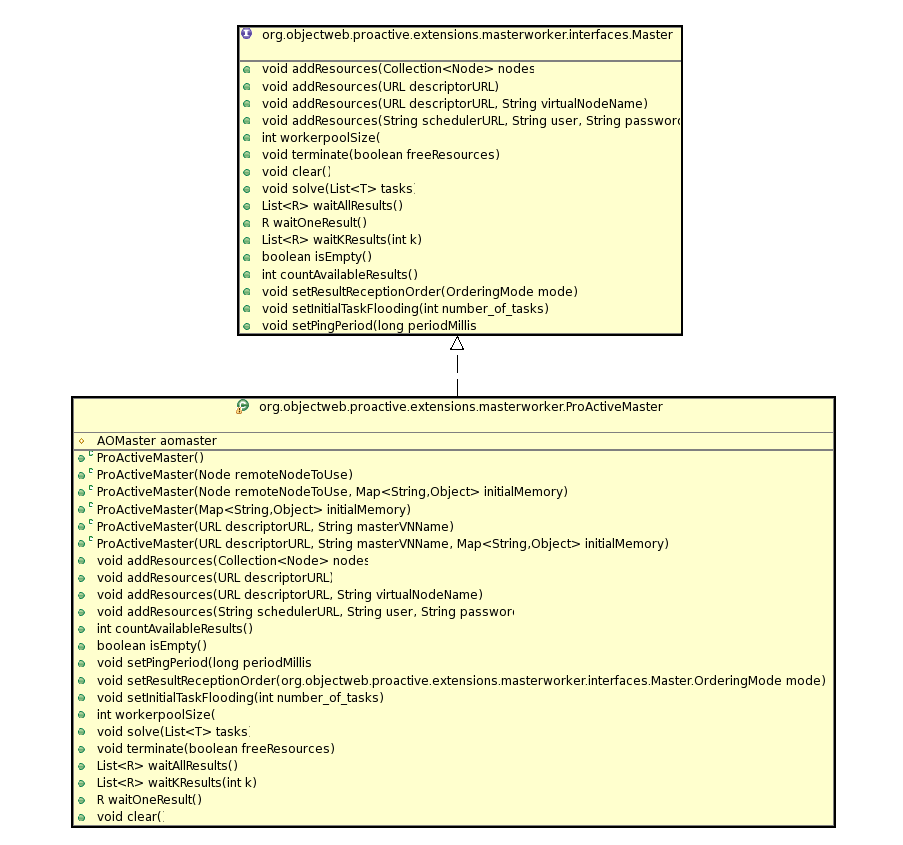 org.objectweb.proactive.extensions.masterworker.interfaces.Master
void addResources(Collection<Node> nodes
void addResources(URL descriptorURL)
void addResources(URL descriptorURL, String virtualNodeName)
void addResources(String schedulerURL, String user, String password
int workerpoolSize(
void terminate(boolean freeResources)
void clear()
void solve(List<T> tasks)
List<R> waitAllResults()
R waitOneResult()
List<R> waitKResults(int k)
boolean isEmpty()
int countAvailableResults()
void setResultReceptionOrder(OrderingMode mode)
void setInitialTaskFlooding(int number_of_tasks)
void setPingPeriod(long periodMillis
org.objectweb.proactive.extensions.masterworker.ProActiveMaster
AOMaster aomaster
ProActiveMaster()
ProActiveMaster(Node remoteNodeToUse)
ProActiveMaster(Node remoteNodeToUse, Map<String,Object> initialMemory)
ProActiveMaster(Map<String,Object> initialMemory)
ProActiveMaster(URL descriptorURL, String masterVNName)
ProActiveMaster(URL descriptorURL, String masterVNName, Map<String,Object> initialMemory)
void addResources(Collection<Node> nodes
void addResources(URL descriptorURL)
void addResources(URL descriptorURL, String virtualNodeName)
void addResources(String schedulerURL, String user, String password
int countAvailableResults()
boolean isEmpty()
void setPingPeriod(long periodMillis
void setResultReceptionOrder(org.objectweb.proactive.extensions.masterworker.interfaces.Master.OrderingMode mode)
void setInitialTaskFlooding(int number_of_tasks)
int workerpoolSize(
void solve(List<T> tasks)
void terminate(boolean freeResources)
List<R> waitAllResults()
List<R> waitKResults(int k)
R waitOneResult()
void clear(